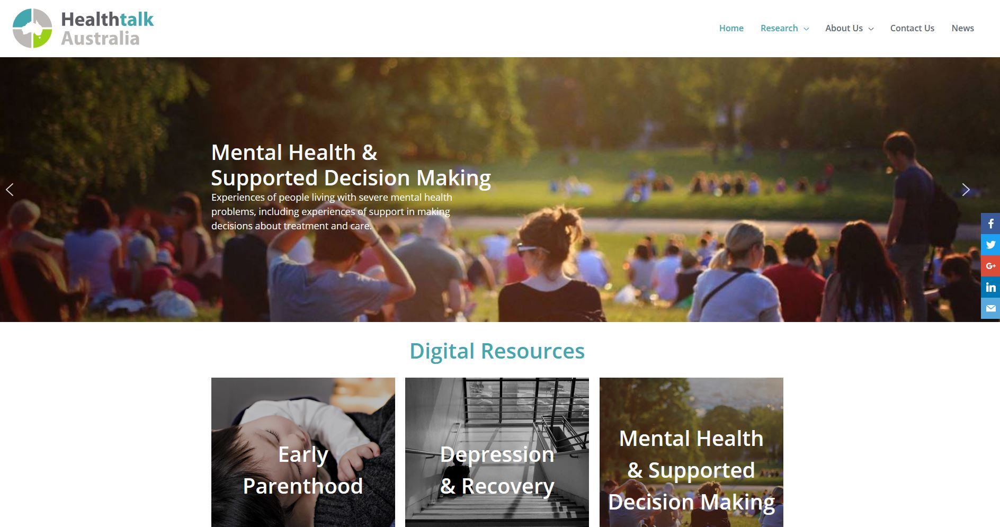 Healthtalk
Australia
Home Research About Us Contact Us News
Mental Health &
Supported Decision Making
Experiences of people living with severe mental health
problems, including experiences of support in making
decisions about treatment and care.
G+
in
Digital Resources
Early
Parenthood
Depression
& Recovery
Mental Health
& Supported
Decision Making